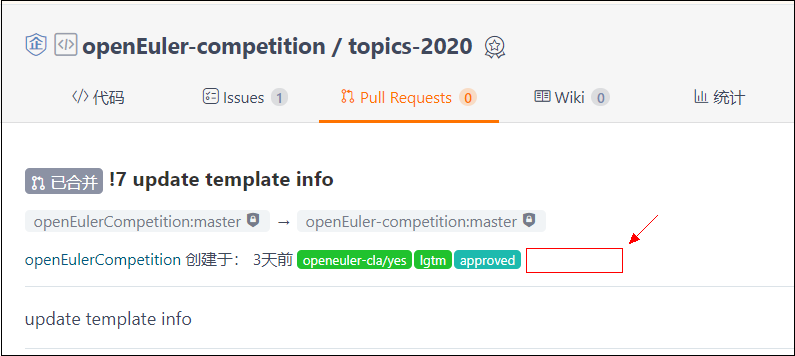 openEuler-competition / topics-2020
代码 Issues 1 Pull Requests 0 Wiki 0 统计
已合并 !7 update template info
openEulerCompetition:master → openEuler-competition:master
openEulerCompetition 创建于： 3天前 openeuler-cla/yes lgtm approved
update template info